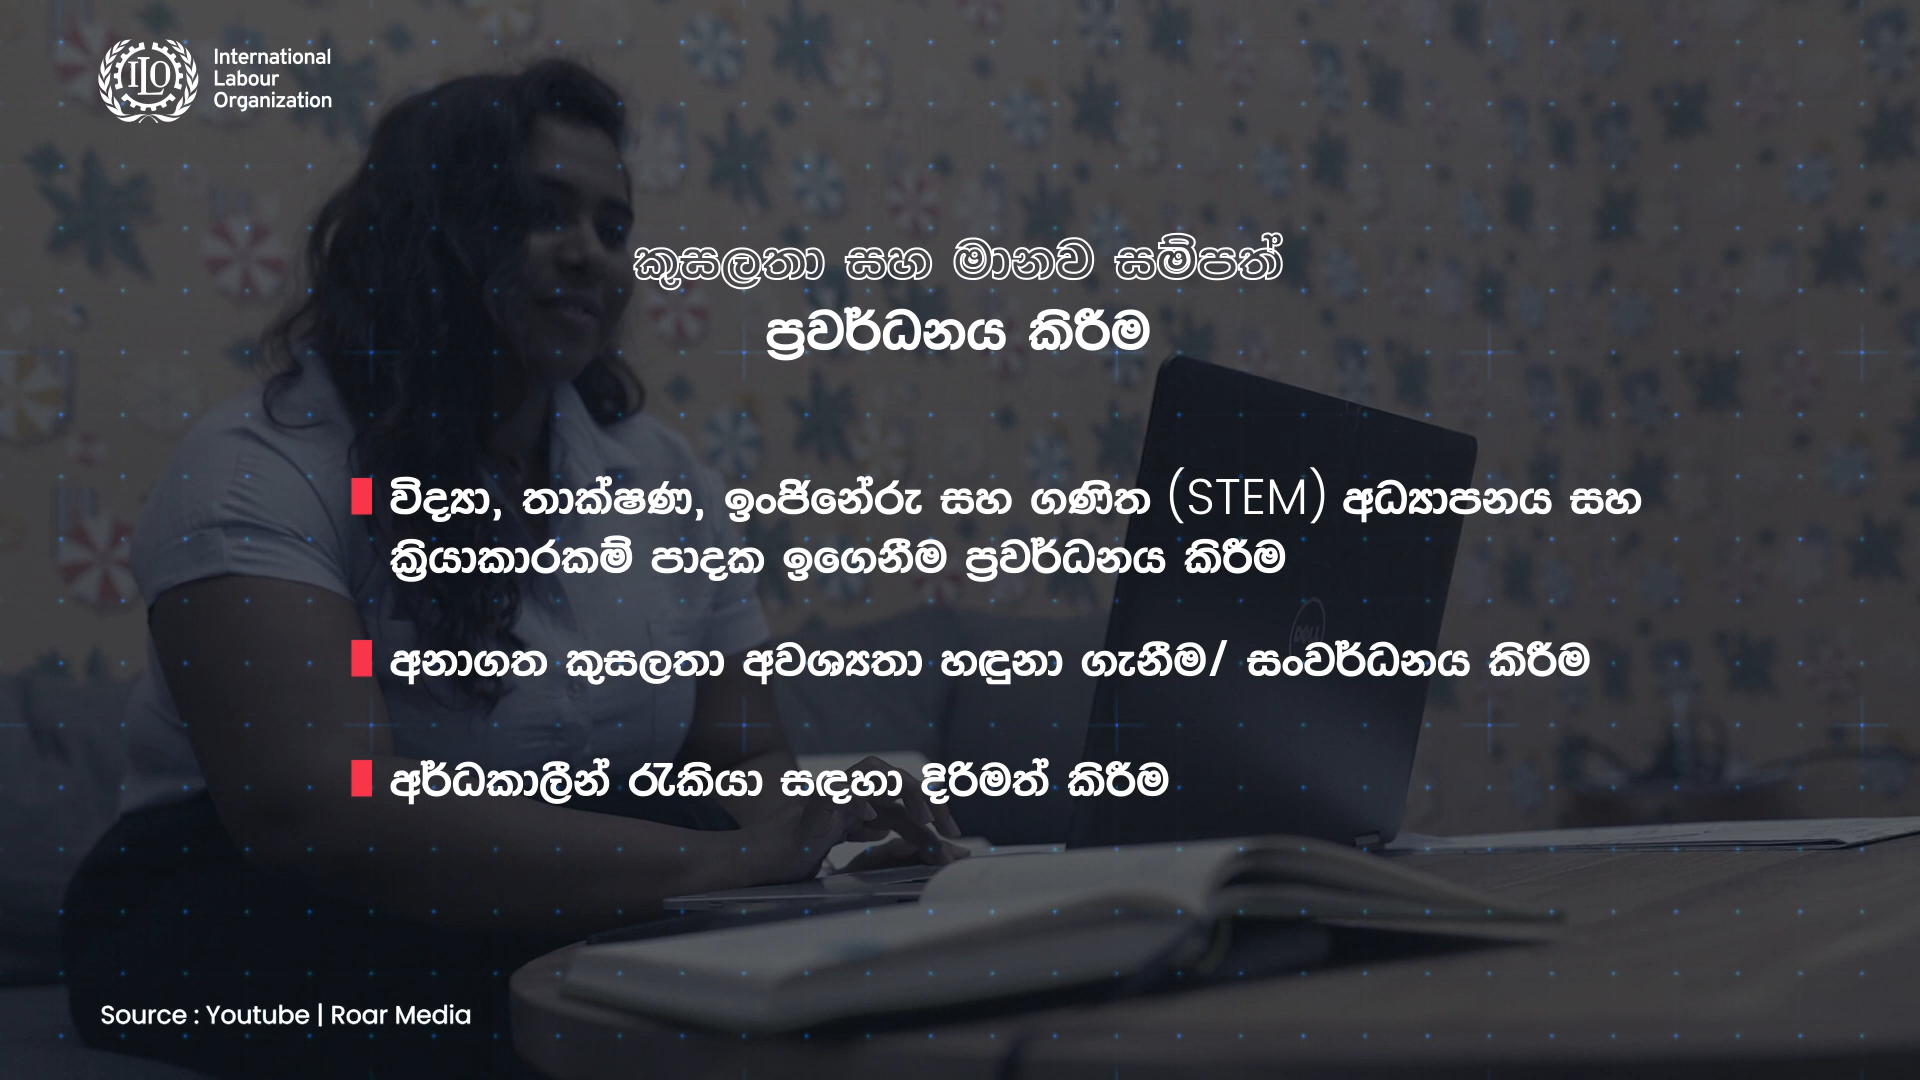 International
Labour
Organization
කුසලතා සහ මානව සම්පත්
ප්‍රවර්ධනය කිරීම
විද්‍යා, තාක්ෂණ, ඉංජිනේරු සහ ගණිත (STEM) අධ්‍යාපනය සහ
ක්‍රියාකාරකම් පාදක ඉගෙනීම ප්‍රවර්ධනය කිරීම
අනාගත කුසලතා අවශ්‍යතා හඳුනා ගැනීම/ සංවර්ධනය කිරීම
අර්ධකාලීන් රැකියා සඳහා දිරිමත් කිරීම
Source : Youtube | Roar Media
ILO
DELL